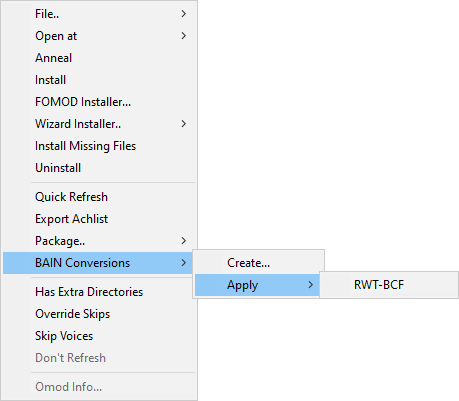 File..
Open at
Anneal
Install
FOMOD Installer...
Wizard Installer..
Install Missing Files
Uninstall
Quick Refresh
Export Achlist
Package..
BAIN Conversions
Create...
Apply
RWT-BCF
Has Extra Directories
Override Skips
Skip Voices
Don't Refresh
Omod Info...